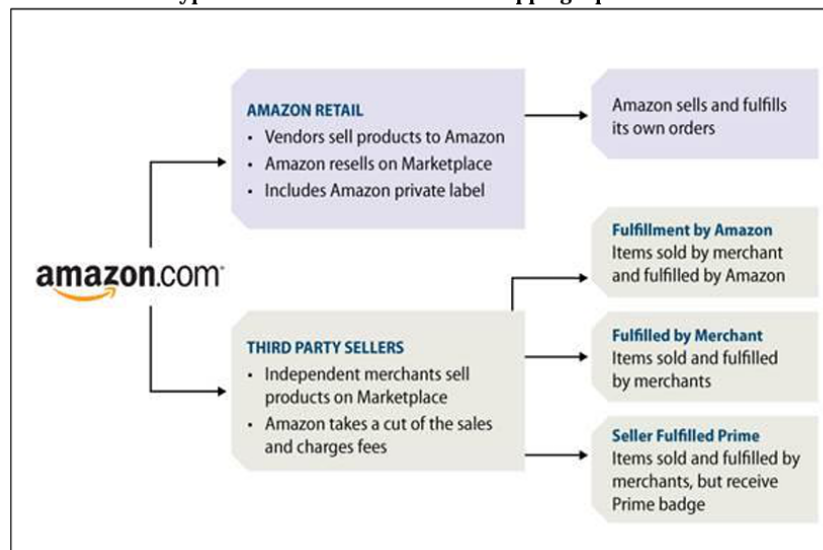 AMAZON RETAIL
• Vendors sell products to Amazon
• Amazon resells on Marketplace
• Includes Amazon private label
Amazon sells and fulfills
its own orders
amazon.com
Fulfillment by Amazon
Items sold by merchant
and fulfilled by Amazon
THIRD PARTY SELLERS
• Independent merchants sell
products on Marketplace
• Amazon takes a cut of the sales
and charges fees
Fulfilled by Merchant
Items sold and fulfilled
by merchants
Seller Fulfilled Prime
Items sold and fulfilled by
merchants, but receive
Prime badge